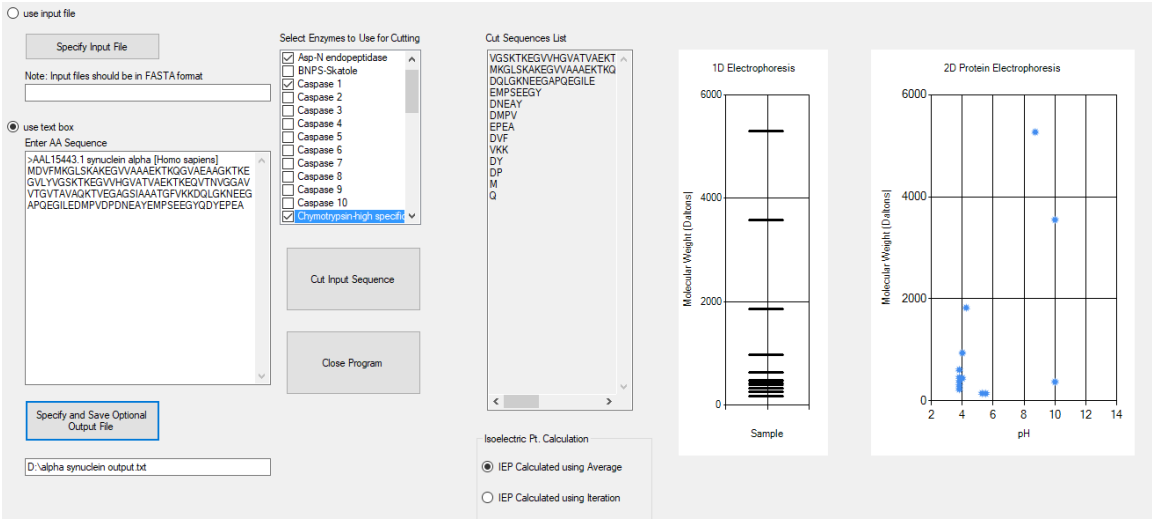 use input file
Specify Input File
Note: Input files should be in FASTA format
use text box
Enter AA Sequence
>AAL15443.1 synuclein alpha [Homo sapiens]
MDVFMKGLSKAKEGVVAAAEKTKQGVAEAAGKTKE
GVLYVGSKTKEGVVHGVATVAEKTKEQVTNVGGAV
VTGVTAVAQKTVEGAGSIAAATGFVKKDQLGKNEEG
APQEGILEDMPVDPDNEAYEMPSEEGYQDYEPEA
Specify and Save Optional
Output File
D:\alpha synuclein output.txt
Select Enzymes to Use for Cutting
Asp-N endopeptidase
BNPS-Skatole
Caspase 1
Caspase 2
Caspase 3
Caspase 4
Caspase 5
Caspase 6
Caspase 7
Caspase 8
Caspase 9
Caspase 10
Chymotrypsin-high specific
Cut Input Sequence
Close Program
Cut Sequences List
VGSKTKEGVVHGVATVAEKT
MKGLSKAKEGVVAAAEKTKQ
DQLGKNEEGAPQEGILE
EMPSEEGY
DNEAY
DMPV
EPEA
DVF
VKK
DY
DP
M
Q
Isoelectric Pt. Calculation
IEP Calculated using Average
IEP Calculated using Iteration
1D Electrophoresis
Molecular Weight (Daltons)
6000
4000
2000
0
Sample
2D Protein Electrophoresis
Molecular Weight (Daltons)
6000
4000
2000
0
2 4 6 8 10 12 14
pH